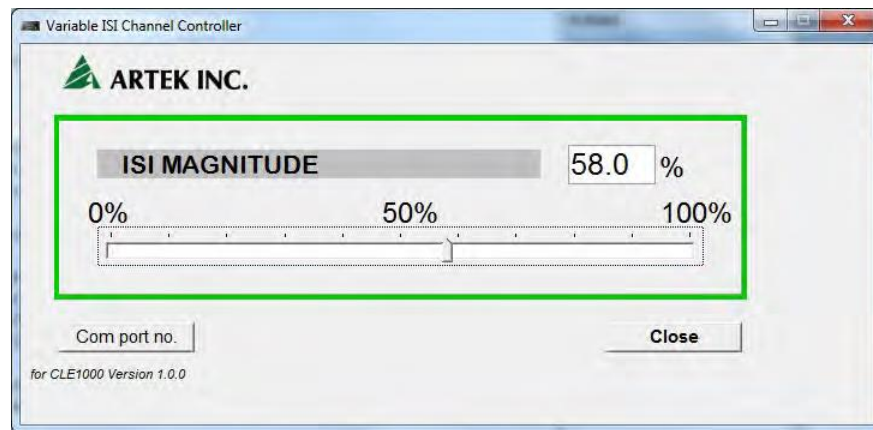 Variable ISI Channel Controller
ARTEK INC.
ISI MAGNITUDE 58.0 %
0% 50% 100%
Com port no. Close
for CLE1000 Version 1.0.0